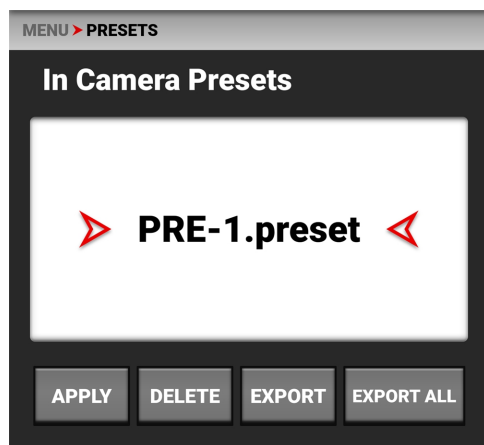 MENU PRESETS
In Camera Presets
PRE-1.preset
APPLY DELETE EXPORT EXPORT ALL